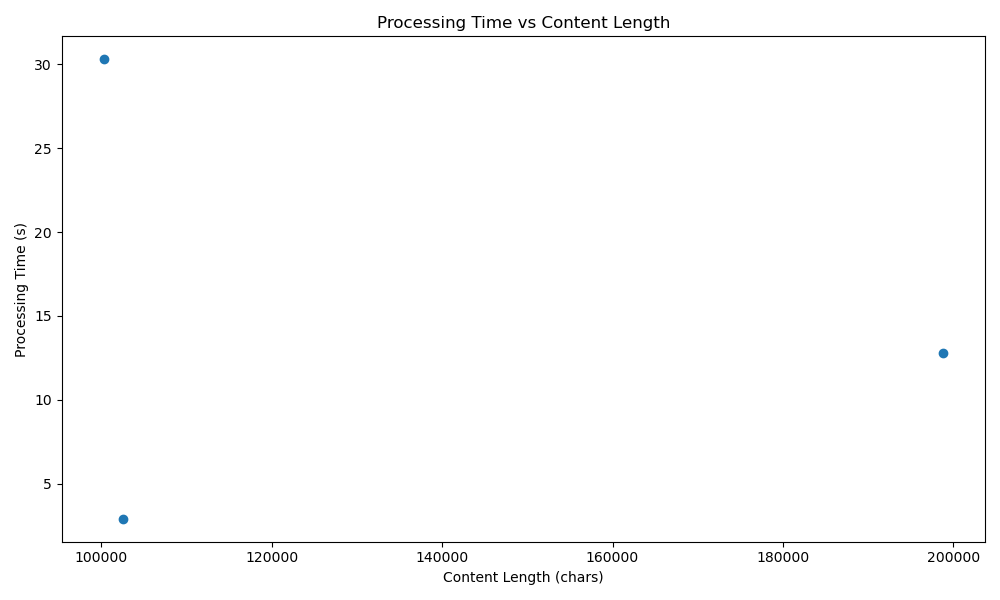 Processing Time vs Content Length
30
25
20
15
10
5
Processing Time (s)
100000 120000 140000 160000 180000 200000
Content Length (chars)